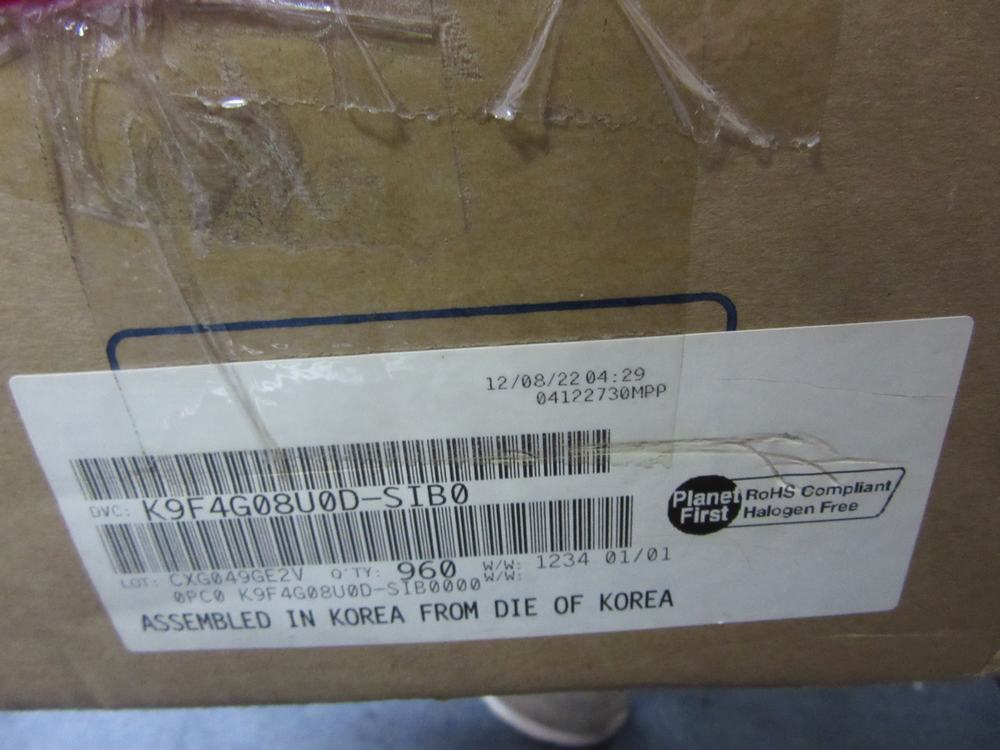 12/08/22 04:29
04122730MPP
DVC: K9F4G08U0D-SIB0
Planet First
RoHS Compliant
Halogen Free
LOT: CXG049GE2V Q'TY: 960 W/W: 1234 01/01
W/W:
0PC0 K9F4G08U0D-SIB0000
ASSEMBLED IN KOREA FROM DIE OF KOREA